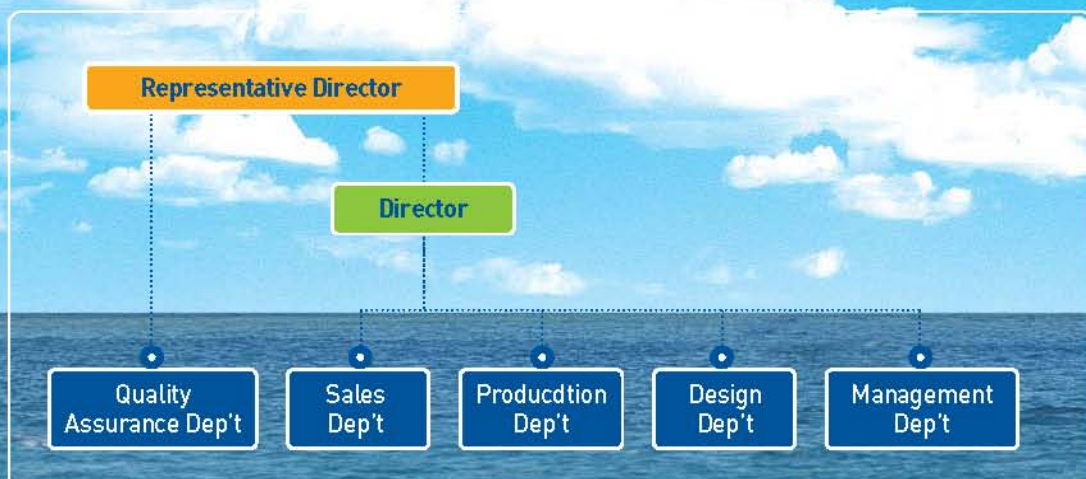 Representative Director
Director
Quality
Assurance Dep't
Sales
Dep't
Producdtion
Dep't
Design
Dep't
Management
Dep't